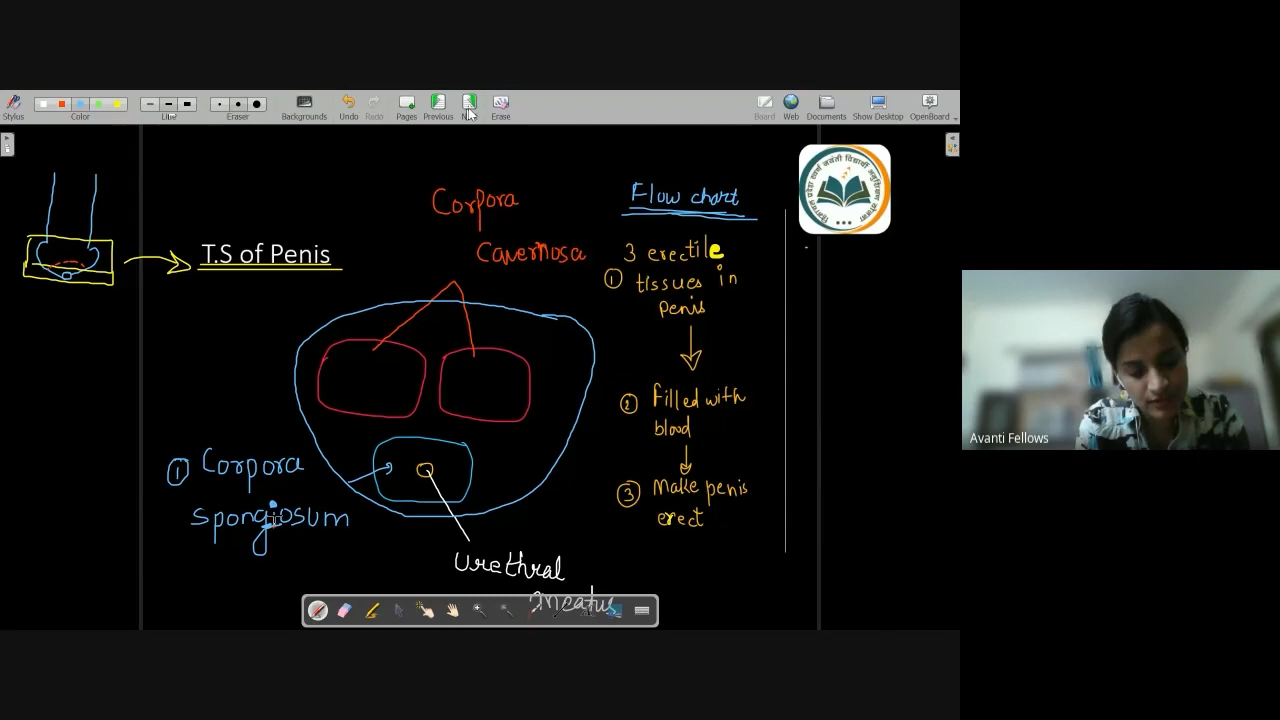 Stylus
Color
Line
Eraser
Backgrounds
Undo
Redo
Pages
Previous
Erase
Board
Web
Documents
Show Desktop
OpenBoard
T.S of Penis
Corpora
Cavernosa
① Corpora
spongiosum
Urethral
meatus
Flow chart
3 erectile
① tissues in
penis
② Filled with
blood
③ Make penis
erect
Avanti Fellows